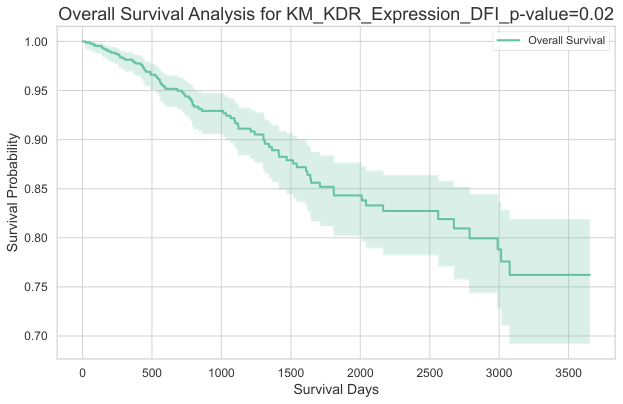 Overall Survival Analysis for KM_KDR_Expression_DFI_p-value=0.02
Overall Survival
1.00
0.95
0.90
0.85
0.80
0.75
0.70
Survival Probability
0 500 1000 1500 2000 2500 3000 3500
Survival Days